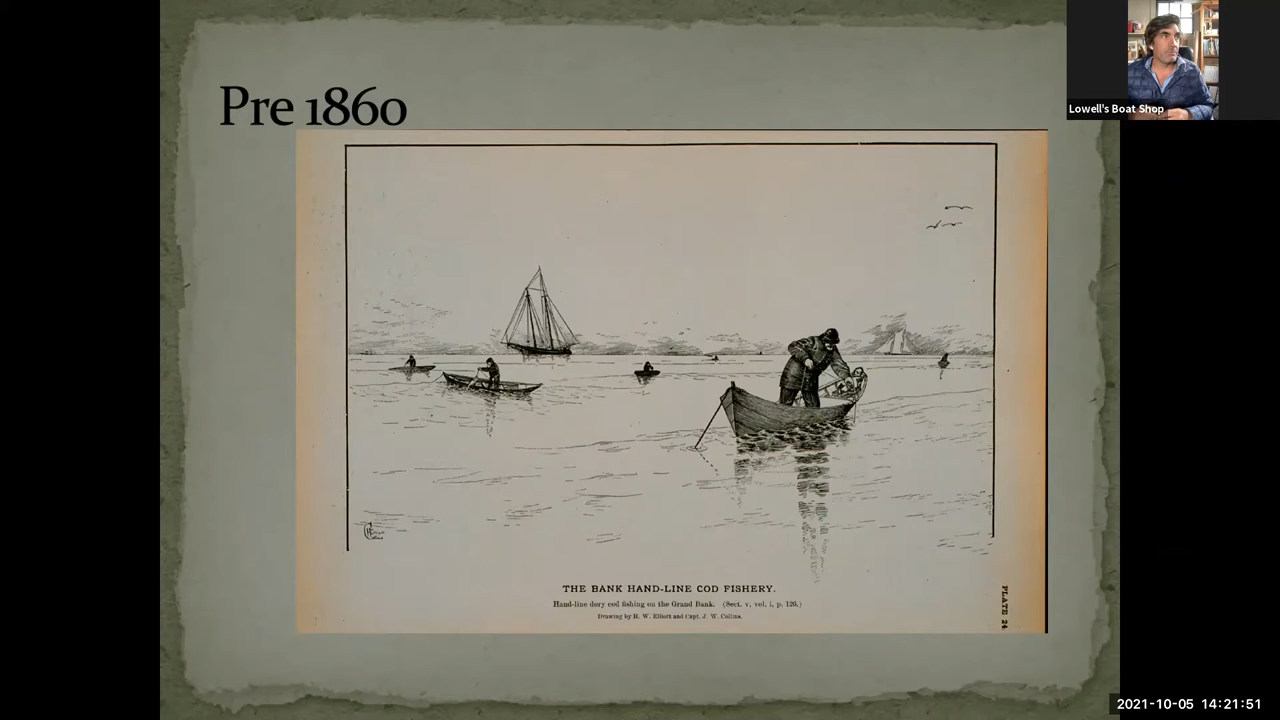 Pre 1860
Lowell's Boat Shop
THE BANK HAND-LINE COD FISHERY.
Hand-line dory cod fishing on the Grand Bank. (Sect. v, vol. i, p. 126.)
Drawing by H. W. Elliott and Capt. J. W. Collins.
PLATE 24
2021-10-05 14:21:51